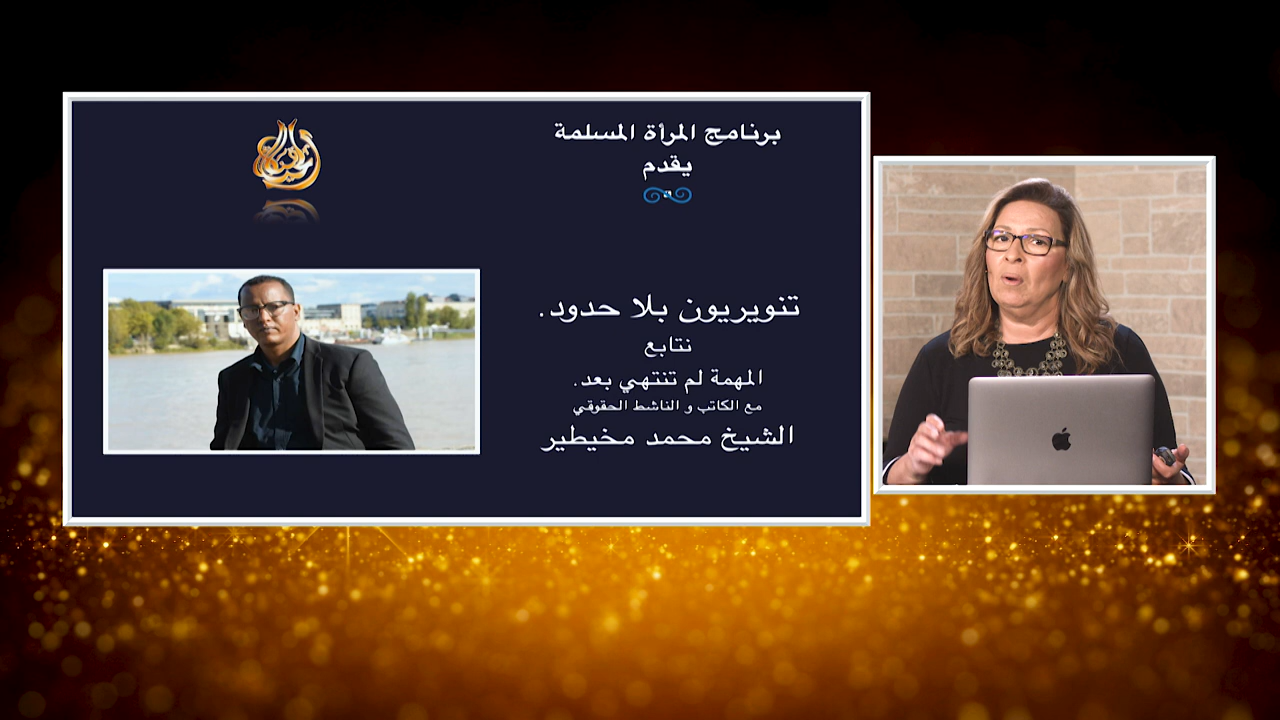 برنامج المرأة المسلمة
يقدم
تنويريون بلا حدود.
نتابع
المهمة لم تنتهي بعد.
مع الكاتب و الناشط الحقوقي
الشيخ محمد مخيطير
الحياة